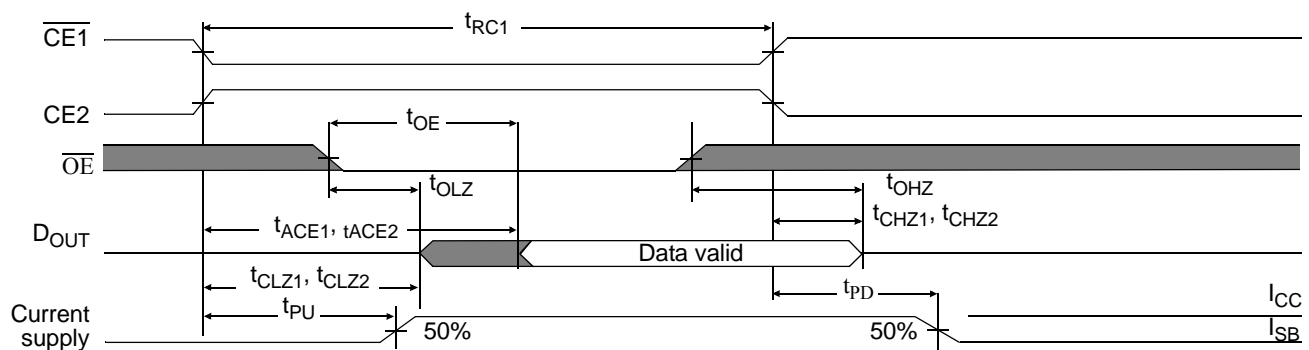 tRC1
CE1
CE2
tOE
OE
tOLZ
tOHZ
tACE1, tACE2
tCHZ1, tCHZ2
DOUT
Data valid
tCLZ1, tCLZ2
tPU
tPD
ICC
Current
supply
50%
50%
ISB